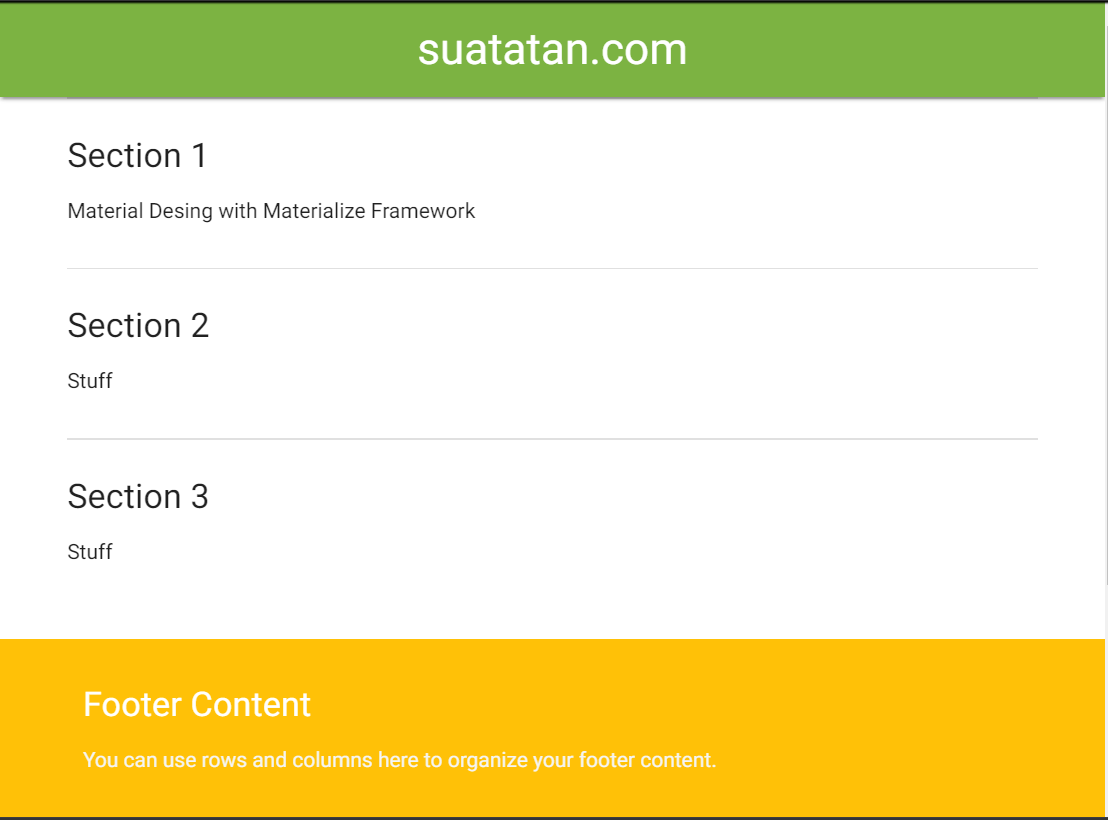 suatatan.com
Section 1
Material Desing with Materialize Framework
Section 2
Stuff
Section 3
Stuff
Footer Content
You can use rows and columns here to organize your footer content.